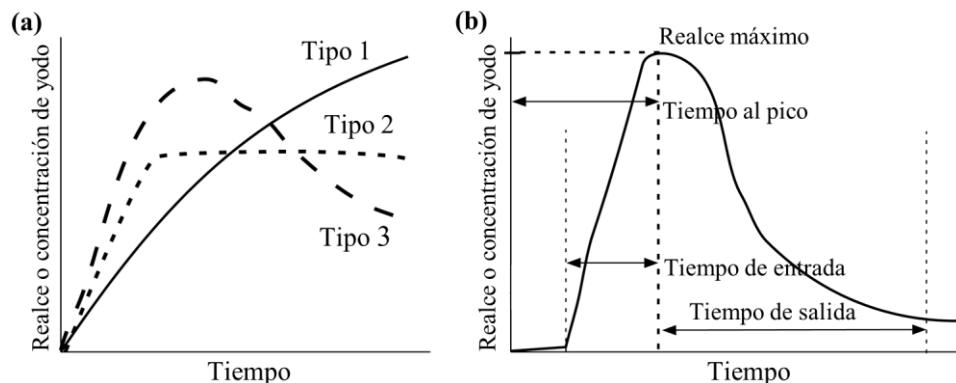 (a)
Realce o concentración de yodo
Tipo 1
Tipo 2
Tipo 3
Tiempo
(b)
Realce o concentración de yodo
Realce máximo
Tiempo al pico
Tiempo de entrada
Tiempo de salida
Tiempo